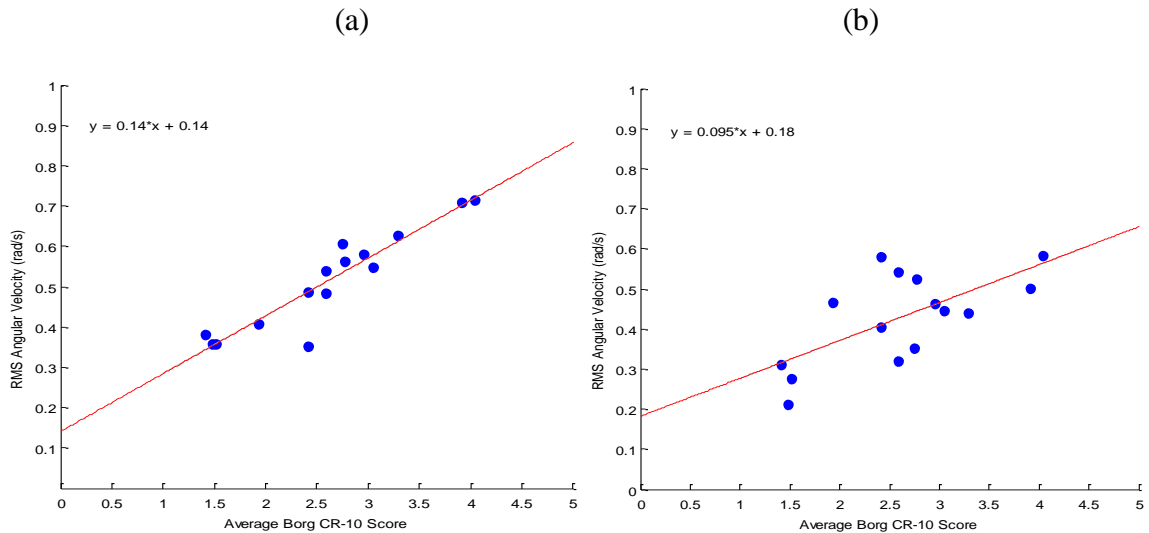 (a)
1
0.9
0.8
0.7
0.6
0.5
0.4
0.3
0.2
0.1
RMS Angular Velocity (rad/s)
y = 0.14*x + 0.14
0 0.5 1 1.5 2 2.5 3 3.5 4 4.5 5
Average Borg CR-10 Score
(b)
1
0.9
0.8
0.7
0.6
0.5
0.4
0.3
0.2
0.1
0
RMS Angular Velocity (rad/s)
y = 0.095*x + 0.18
0 0.5 1 1.5 2 2.5 3 3.5 4 4.5 5
Average Borg CR-10 Score